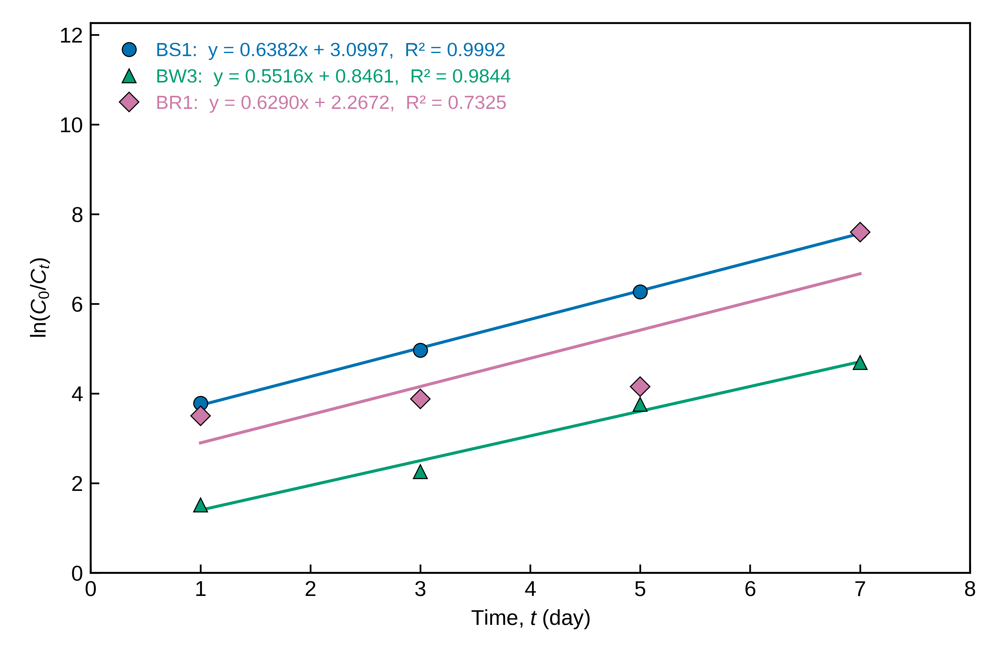 12
BS1: y = 0.6382x + 3.0997, R² = 0.9992
BW3: y = 0.5516x + 0.8461, R² = 0.9844
BR1: y = 0.6290x + 2.2672, R² = 0.7325
10
8
6
4
2
0
ln(C₀/Cₜ)
0 1 2 3 4 5 6 7 8
Time, t (day)